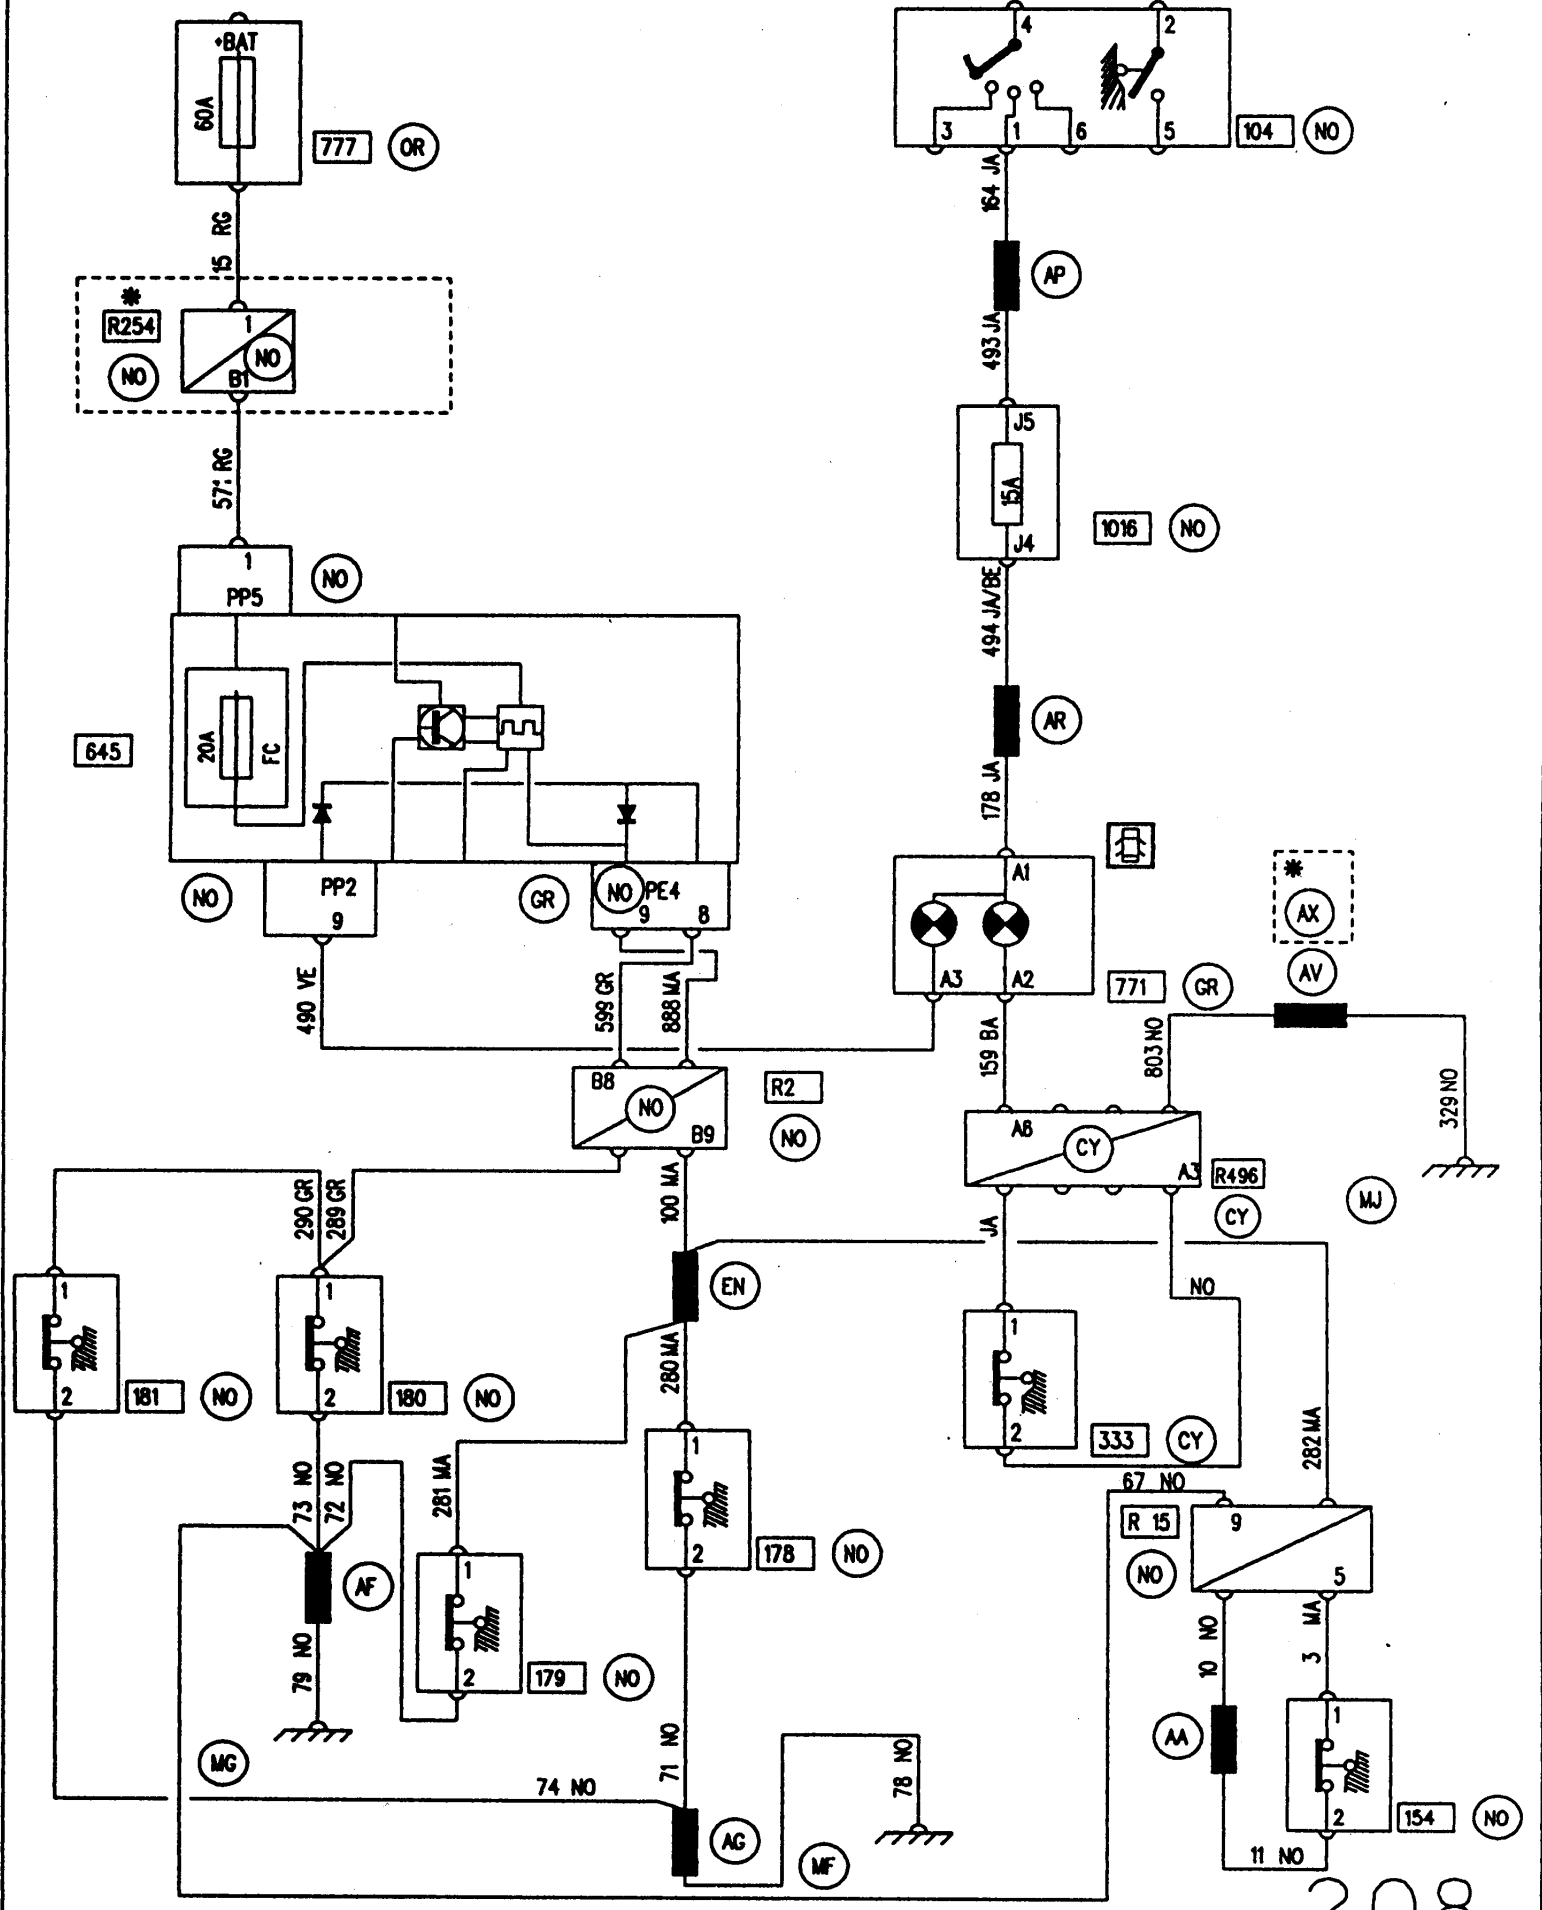 +BAT
60A
777 OR
15 RG
✱
R254
NO
1
NO
B1
571 RG
1
PP5
NO
645
20A
FC
NO
PP2
9
GR
NO PE4
9 8
490 VE
599 GR
888 MA
B8
NO
B9
R2
NO
290 GR
289 GR
100 MA
EN
280 MA
1
2
181 NO
1
2
180 NO
73 NO
72 NO
281 MA
AF
79 NO
MG
1
2
179 NO
1
2
178 NO
71 NO
74 NO
AG
MF
78 NO
4 2
3 1 6 5
104 NO
164 JA
AP
493 JA
J5
15A
J4
1016 NO
494 JA/BE
AR
178 JA
A1
A3 A2
771 GR
✱
AX
AV
159 BA
803 NO
329 NO
MJ
A6
CY
A3
R496
CY
JA
NO
1
2
333 CY
282 MA
67 NO
R 15
NO
9
5
10 NO
3 MA
AA
1
2
154 NO
11 NO
208